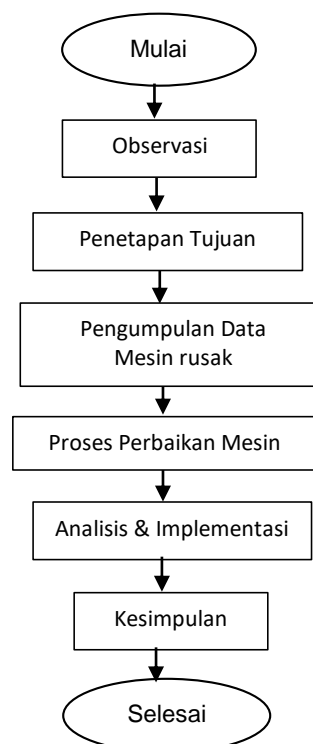 Mulai
Observasi
Penetapan Tujuan
Pengumpulan Data
Mesin rusak
Proses Perbaikan Mesin
Analisis & Implementasi
Kesimpulan
Selesai